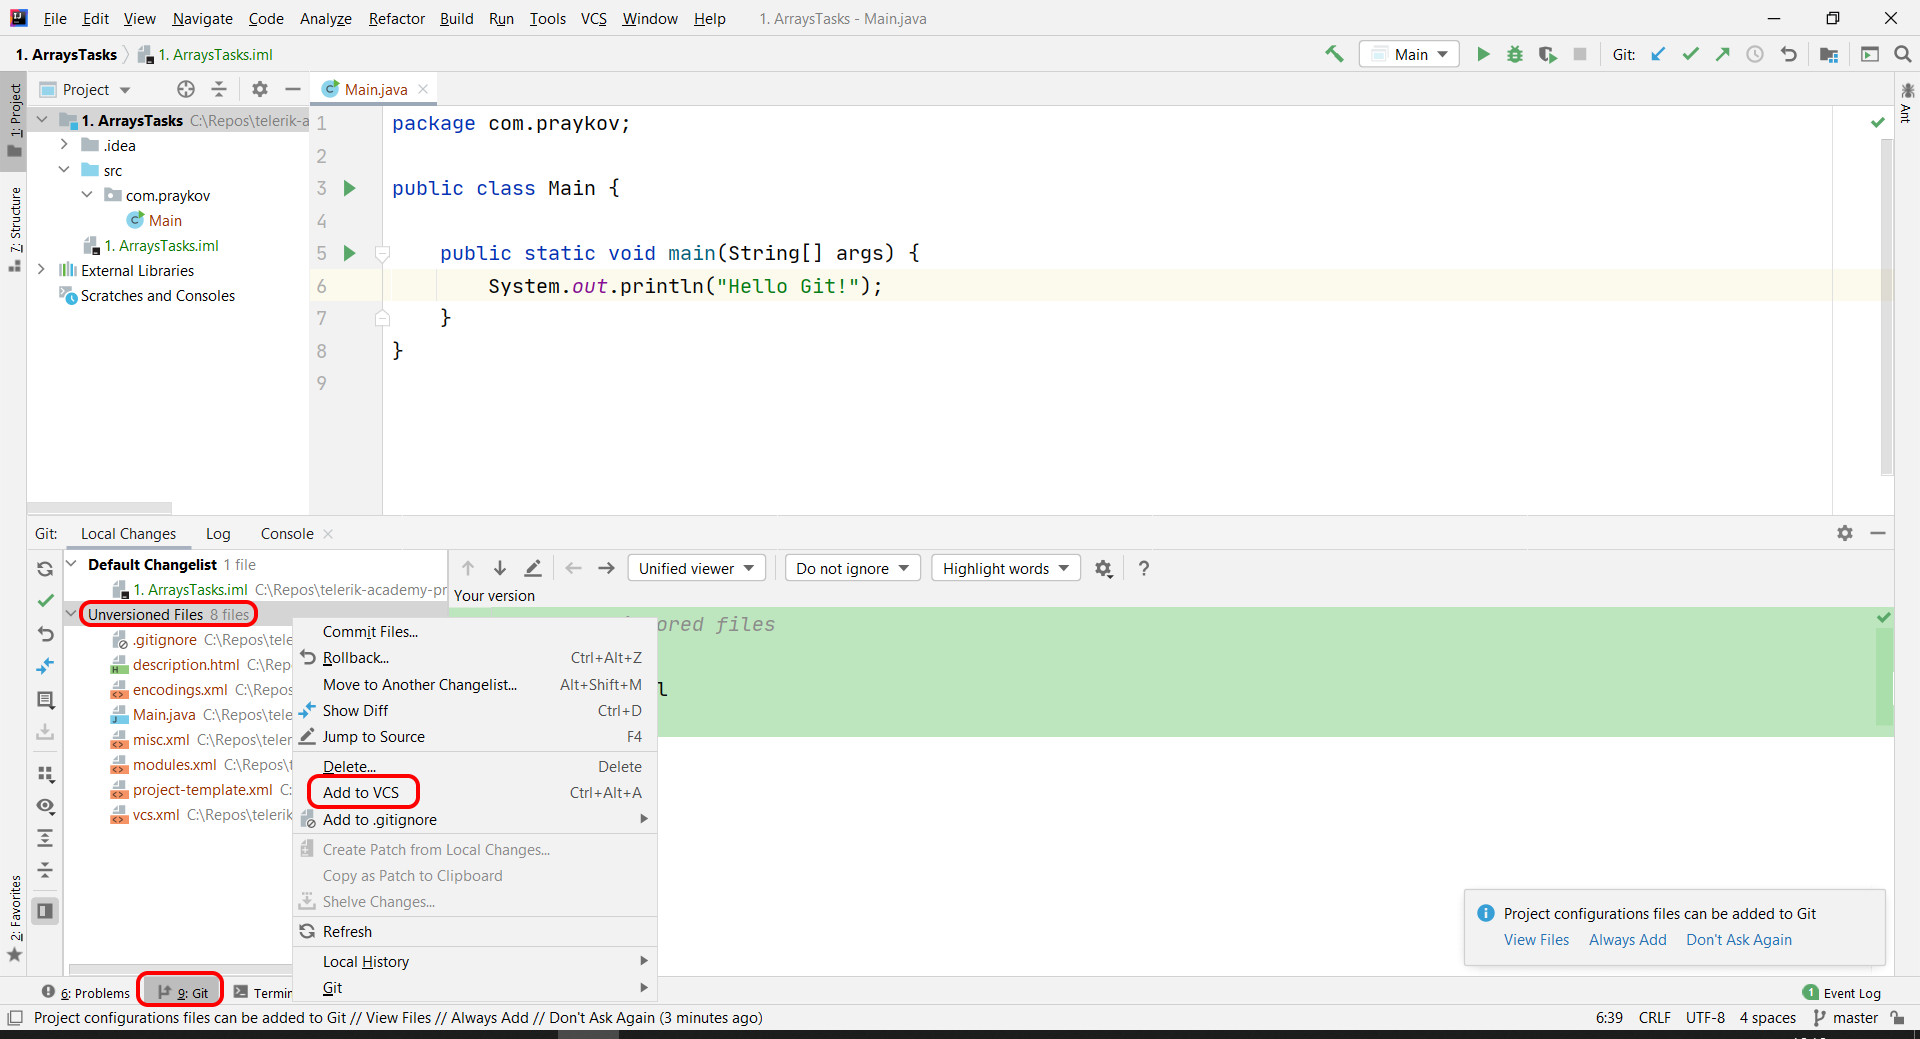 File Edit View Navigate Code Analyze Refactor Build Run Tools VCS Window Help 1. ArraysTasks - Main.java
1. ArraysTasks 1. ArraysTasks.iml Main Git:
1: Project
7: Structure
2: Favorites
Ant
Project
1. ArraysTasks C:\Repos\telerik-a
.idea
src
com.praykov
Main
1. ArraysTasks.iml
External Libraries
Scratches and Consoles
Main.java
1 package com.praykov;
2
3 public class Main {
4
5 public static void main(String[] args) {
6 System.out.println("Hello Git!");
7 }
8 }
9
Git: Local Changes Log Console
Default Changelist 1 file
1. ArraysTasks.iml C:\Repos\telerik-academy-pr
Unversioned Files 8 files
.gitignore C:\Repos\tele
description.html C:\Rep
encodings.xml C:\Repos
Main.java C:\Repos\tele
misc.xml C:\Repos\teler
modules.xml C:\Repos\t
project-template.xml C:
vcs.xml C:\Repos\telerik
Unified viewer Do not ignore Highlight words ?
Your version
ored files
l
Commit Files...
Rollback... Ctrl+Alt+Z
Move to Another Changelist... Alt+Shift+M
Show Diff Ctrl+D
Jump to Source F4
Delete... Delete
Add to VCS Ctrl+Alt+A
Add to .gitignore
Create Patch from Local Changes...
Copy as Patch to Clipboard
Shelve Changes...
Refresh
Local History
Git
Project configurations files can be added to Git
View Files Always Add Don't Ask Again
6: Problems 9: Git Termin 1 Event Log
Project configurations files can be added to Git // View Files // Always Add // Don't Ask Again (3 minutes ago) 6:39 CRLF UTF-8 4 spaces master